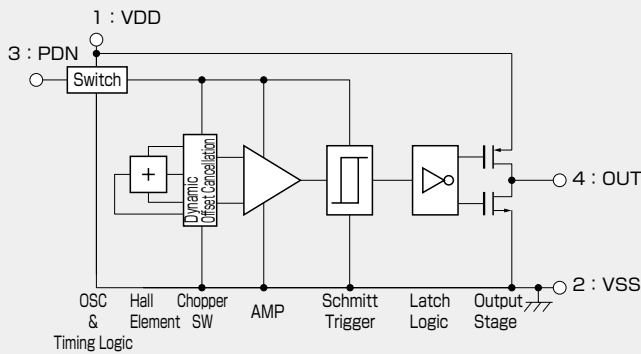 1 : VDD
3 : PDN
Switch
Dynamic
Offset Cancellation
4 : OUT
2 : VSS
OSC
&
Timing Logic
Hall
Element
Chopper
SW
AMP
Schmitt
Trigger
Latch
Logic
Output
Stage